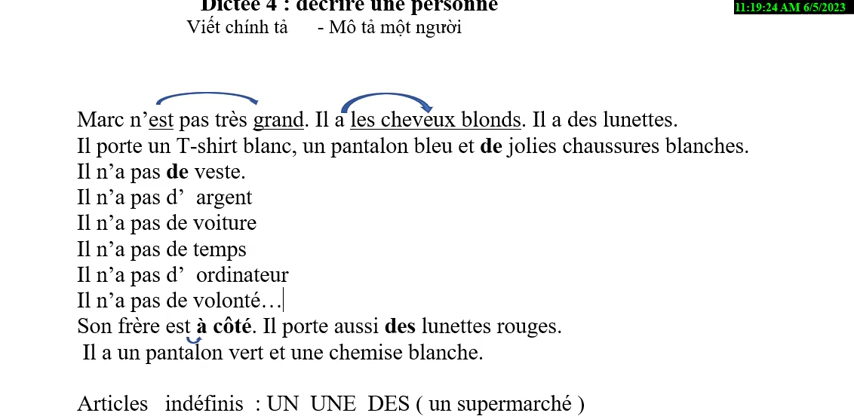 Dictée 4 : décrire une personne
11:19:24 AM 6/5/2023
Viết chính tả - Mô tả một người
Marc n’est pas très grand. Il a les cheveux blonds. Il a des lunettes.
Il porte un T-shirt blanc, un pantalon bleu et de jolies chaussures blanches.
Il n’a pas de veste.
Il n’a pas d’ argent
Il n’a pas de voiture
Il n’a pas de temps
Il n’a pas d’ ordinateur
Il n’a pas de volonté…
Son frère est à côté. Il porte aussi des lunettes rouges.
Il a un pantalon vert et une chemise blanche.
Articles indéfinis : UN UNE DES ( un supermarché )